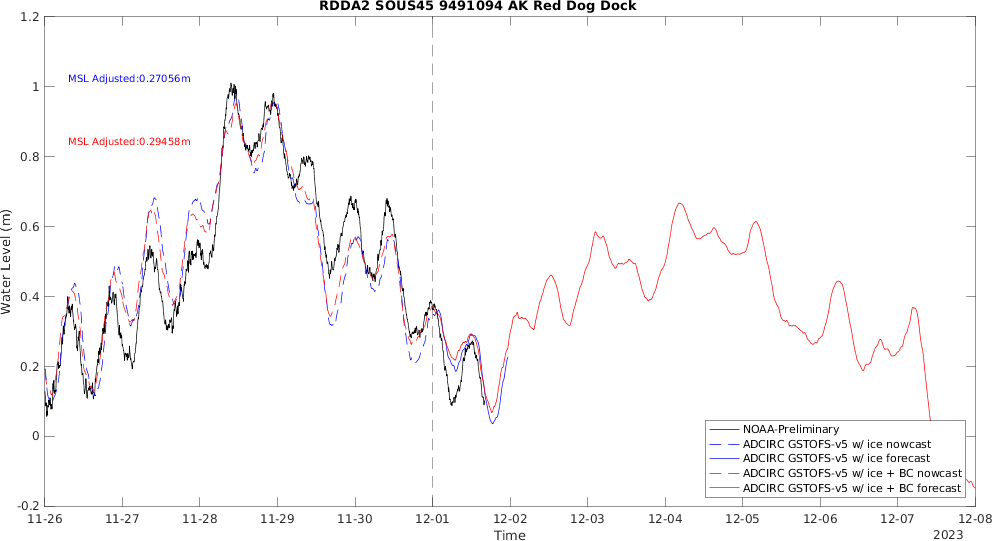 RDDA2 SOUS45 9491094 AK Red Dog Dock
1.2
1
0.8
0.6
0.4
0.2
0
-0.2
Water Level (m)
MSL Adjusted:0.27056m
MSL Adjusted:0.29458m
NOAA-Preliminary
ADCIRC GSTOFS-v5 w/ ice nowcast
ADCIRC GSTOFS-v5 w/ ice forecast
ADCIRC GSTOFS-v5 w/ ice + BC nowcast
ADCIRC GSTOFS-v5 w/ ice + BC forecast
11-26 11-27 11-28 11-29 11-30 12-01 12-02 12-03 12-04 12-05 12-06 12-07 12-08
Time
2023